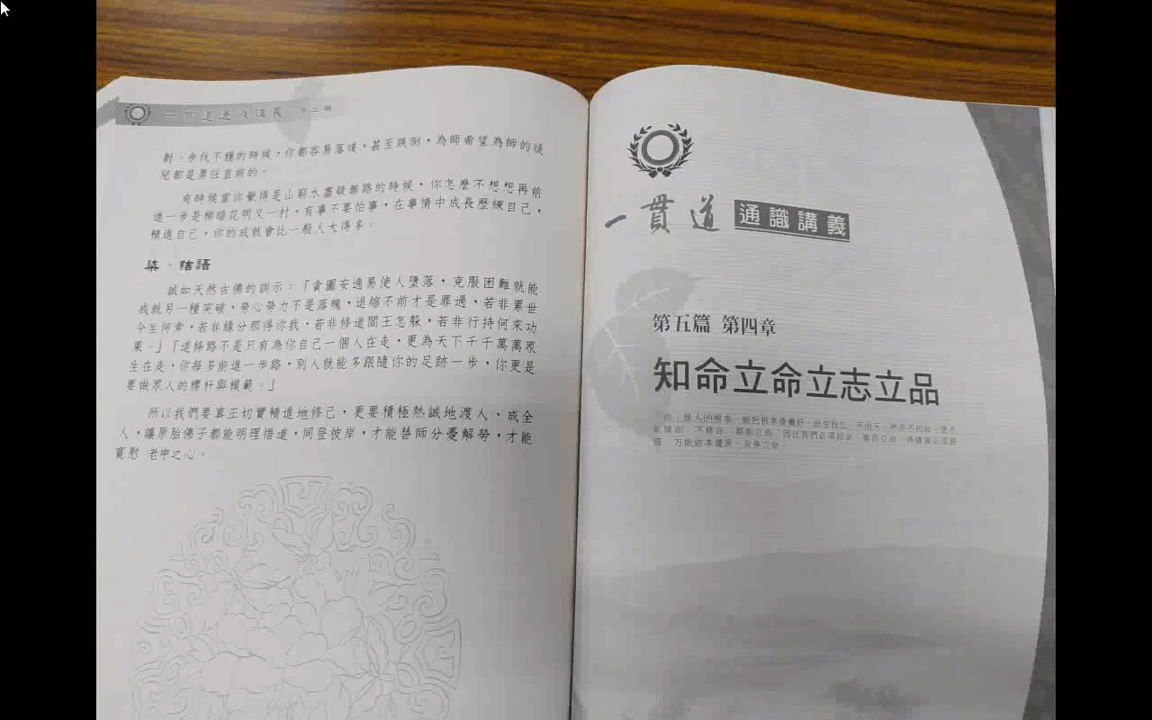 一貫道通識講義 第二冊
對一步伐不穩的時候，你都容易落後，甚至跌倒，為師希望為師的徒
兒都是勇往直前的。
有時候當你覺得是山窮水盡疑無路的時候，你怎麼不想想再前
進一步是柳暗花明又一村，有事不要怕事，在事情中成長歷練自己，
精進自己，你的成就會比一般人大得多。
柒、結語
誠如天然古佛的訓示：「貪圖安逸易使人墮落，克服困難就能
成就另一種突破，勞心勞力不是落魄，退縮不前才是罪過，若非累世
今生何幸，若非緣分那得你我，若非修道閻王怎躲，若非行持何來功
果。」「這條路不是只有為你自己一個人在走，更為天下千千萬萬眾
生在走，你每多前進一步路，別人就能多跟隨你的足跡一步，你更是
要做眾人的標杆與模範。」
所以我們要真正切實精進地修己，更要積極熱誠地渡人、成全
人，讓原胎佛子都能明理悟道，同登彼岸，才能替師分憂解勞，才能
寬慰 老中之心。
一貫道 通識講義
第五篇 第四章
知命立命立志立品